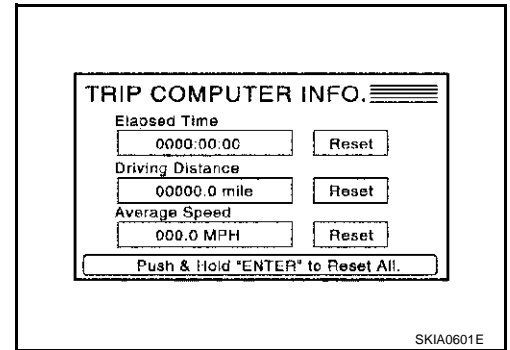 TRIP COMPUTER INFO.
Elapsed Time
0000:00:00 Reset
Driving Distance
00000.0 mile Reset
Average Speed
000.0 MPH Reset
Push & Hold "ENTER" to Reset All.
SKIA0601E